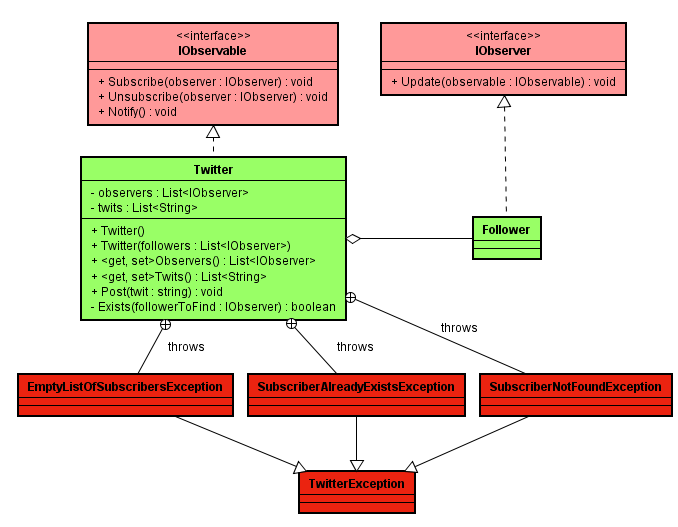 <<interface>>
IObservable
+ Subscribe(observer : IObserver) : void
+ Unsubscribe(observer : IObserver) : void
+ Notify() : void
<<interface>>
IObserver
+ Update(observable : IObservable) : void
Twitter
- observers : List<IObserver>
- twits : List<String>
+ Twitter()
+ Twitter(followers : List<IObserver>)
+ <get, set>Observers() : List<IObserver>
+ <get, set>Twits() : List<String>
+ Post(twit : string) : void
- Exists(followerToFind : IObserver) : boolean
Follower
throws
throws
throws
EmptyListOfSubscribersException
SubscriberAlreadyExistsException
SubscriberNotFoundException
TwitterException